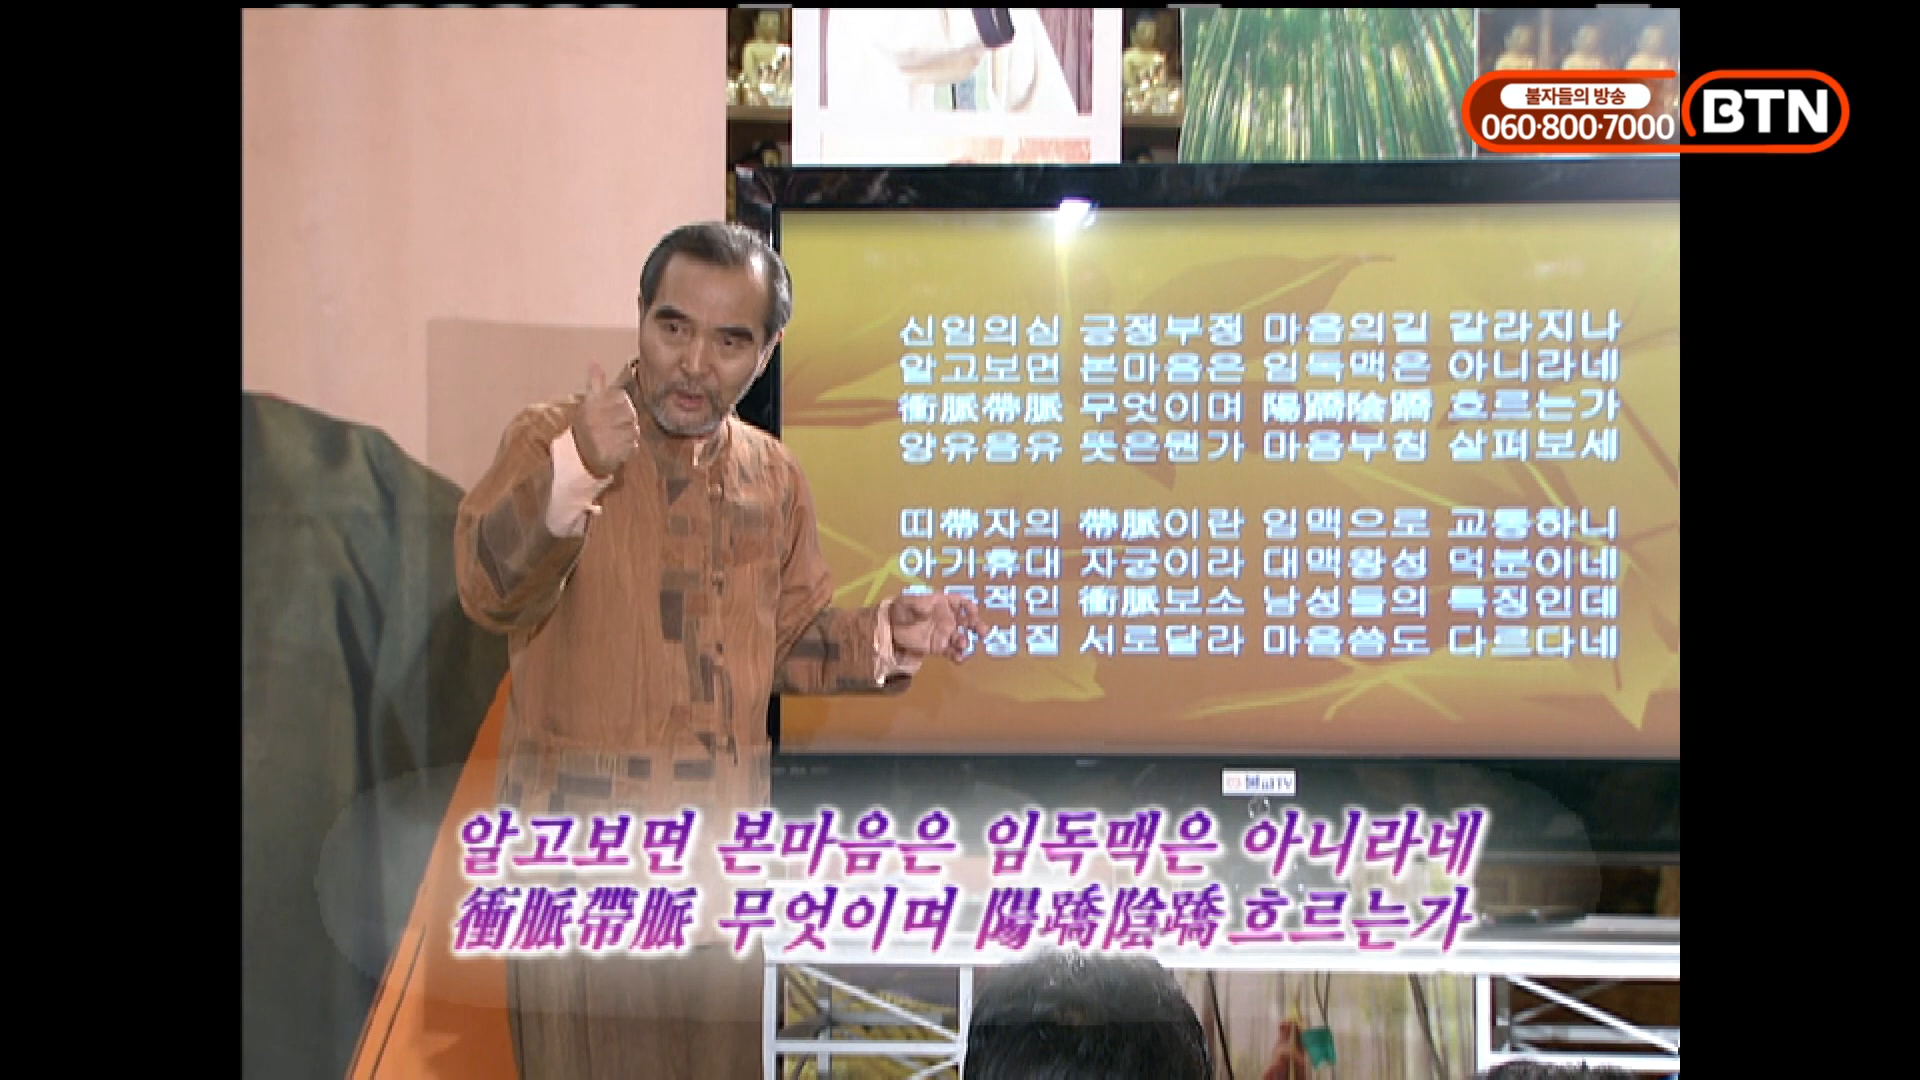 불자들의 방송
060·800·7000
BTN
신임의심 긍정부정 마음의길 갈라지나
알고보면 본마음은 임독맥은 아니라네
衝脈帶脈 무엇이며 陽蹻陰蹻 흐르는가
양유음유 뜻은뭔가 마음부침 살펴보세
띠帶자의 帶脈이란 임맥으로 교통하니
아기휴대 자궁이라 대맥왕성 먹분이네
적인 衝脈보소 남성들의 특징인데
성질 서로달라 마음씀도 다르다네
불교TV
알고보면 본마음은 임독맥은 아니라네
衝脈帶脈 무엇이며 陽蹻陰蹻 흐르는가